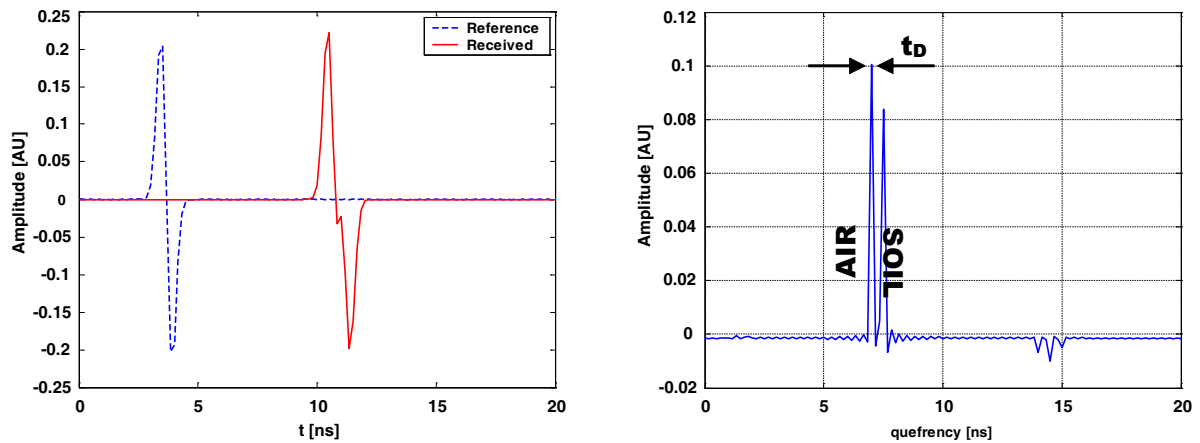 0.25
0.2
0.15
0.1
0.05
0
-0.05
-0.1
-0.15
-0.2
-0.25
Amplitude [AU]
0 5 10 15 20
t [ns]
Reference
Received
0.12
0.1
0.08
0.06
0.04
0.02
0
-0.02
Amplitude [AU]
0 5 10 15 20
quefrency [ns]
tD
AIR
SOIL